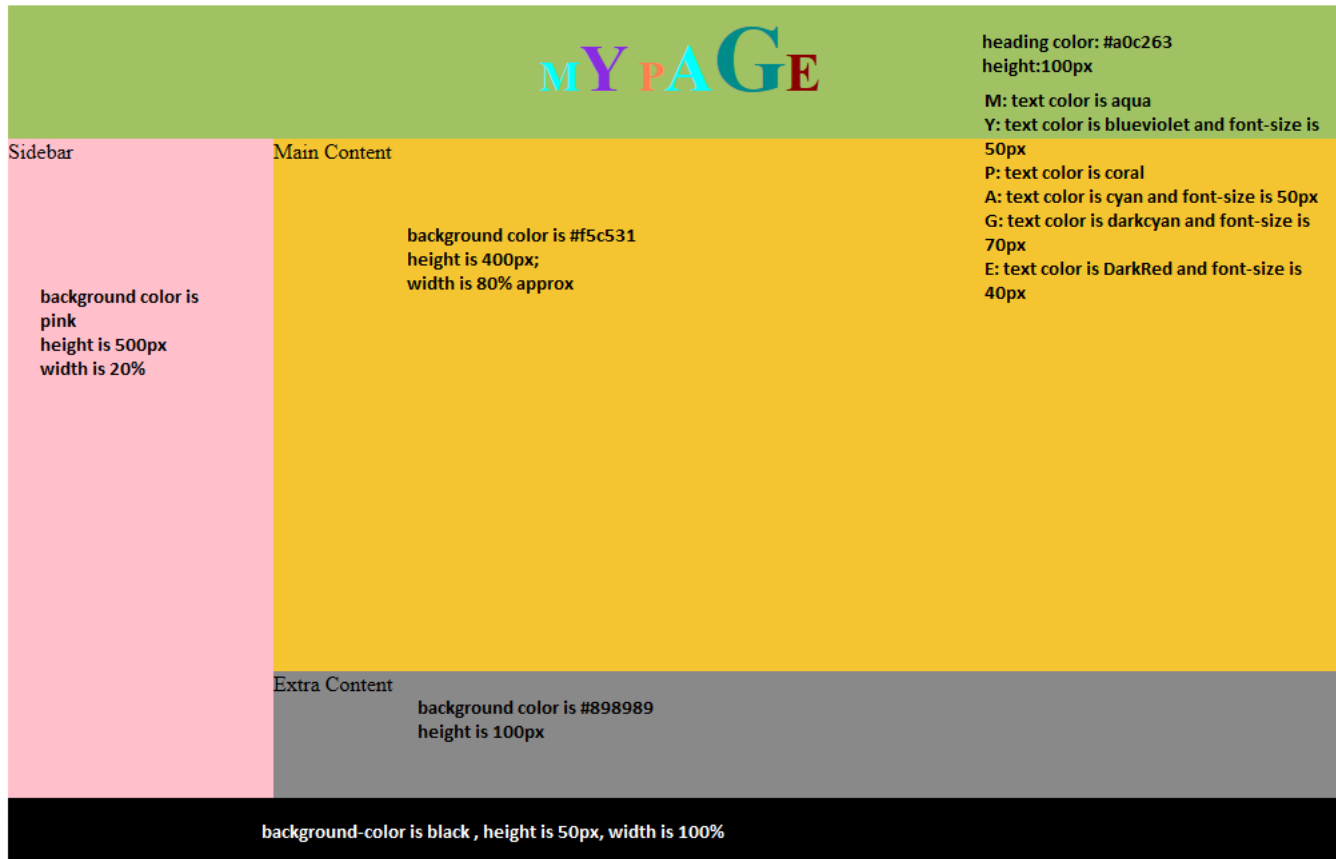 MY PAGE
heading color: #a0c263
height:100px
M: text color is aqua
Y: text color is blueviolet and font-size is
50px
P: text color is coral
A: text color is cyan and font-size is 50px
G: text color is darkcyan and font-size is
70px
E: text color is DarkRed and font-size is
40px
Sidebar
background color is
pink
height is 500px
width is 20%
Main Content
background color is #f5c531
height is 400px;
width is 80% approx
Extra Content
background color is #898989
height is 100px
background-color is black , height is 50px, width is 100%